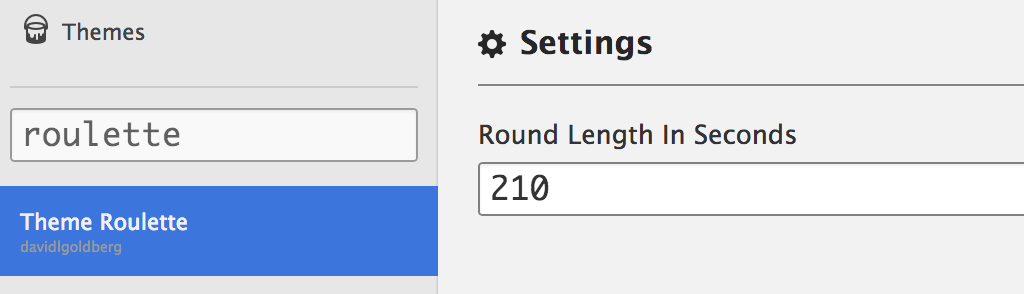 Themes
roulette
Theme Roulette
davidlgoldberg
Settings
Round Length In Seconds
210